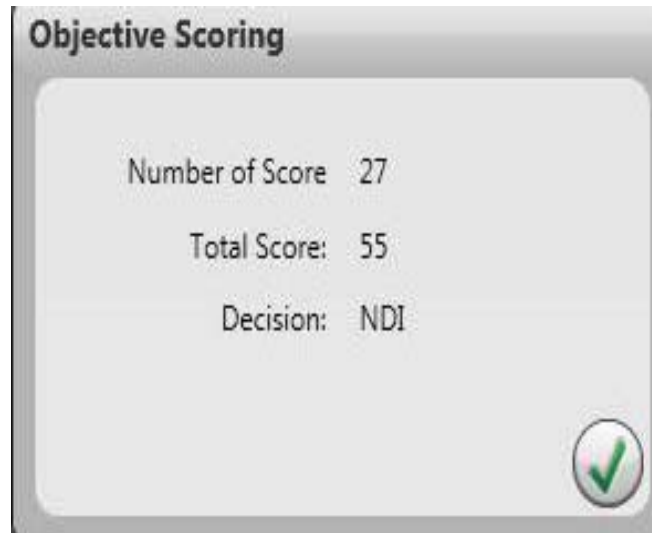 Objective Scoring
Number of Score 27
Total Score: 55
Decision: NDI